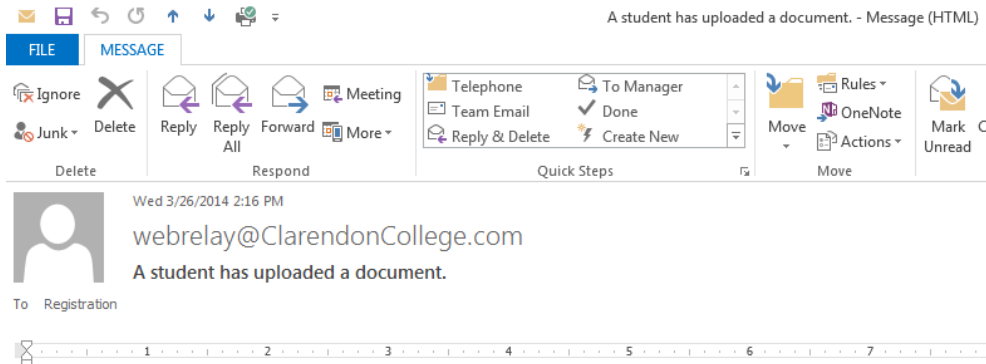 A student has uploaded a document. - Message (HTML)
FILE MESSAGE
Ignore
Junk
Delete
Delete
Reply
Reply All
Forward
Meeting
More
Respond
Telephone
Team Email
Reply & Delete
To Manager
Done
Create New
Quick Steps
Move
Rules
OneNote
Actions
Move
Mark Unread
C
Wed 3/26/2014 2:16 PM
webrelay@ClarendonCollege.com
A student has uploaded a document.
To Registration
1 2 3 4 5 6 7